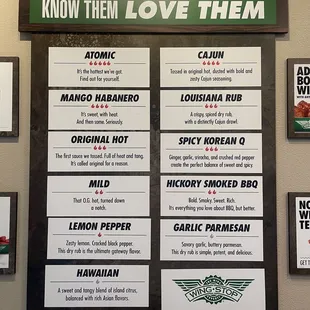 KNOW THEM LOVE THEM
ATOMIC
It's the hottest we've got.
Find out for yourself.
MANGO HABANERO
It's sweet with heat.
And then some. Seriously.
ORIGINAL HOT
The first sauce we tossed. Full of heat and tang.
It's called original for a reason.
MILD
That O.G. hot, turned down
a notch.
LEMON PEPPER
Zesty lemon. Cracked black pepper.
This dry rub is the ultimate gateway flavor.
HAWAIIAN
A sweet and tangy blend of island citrus,
balanced with rich Asian flavors.
CAJUN
Tossed in original hot, dusted with bold and
zesty Cajun seasoning.
LOUISIANA RUB
A crispy spiced dry rub,
with a distinctly Cajun drawl.
SPICY KOREAN Q
Ginger, garlic, sriracha, and crushed red pepper
create the perfect balance of sweet and spicy.
HICKORY SMOKED BBQ
Bold. Smoky. Sweet. Rich.
It's everything you love about BBQ, but better.
GARLIC PARMESAN
Savory garlic, buttery parmesan.
This dry rub is simple, potent, and delicious.
WING·STOP
AD
BO
WI
NO
WE
TE